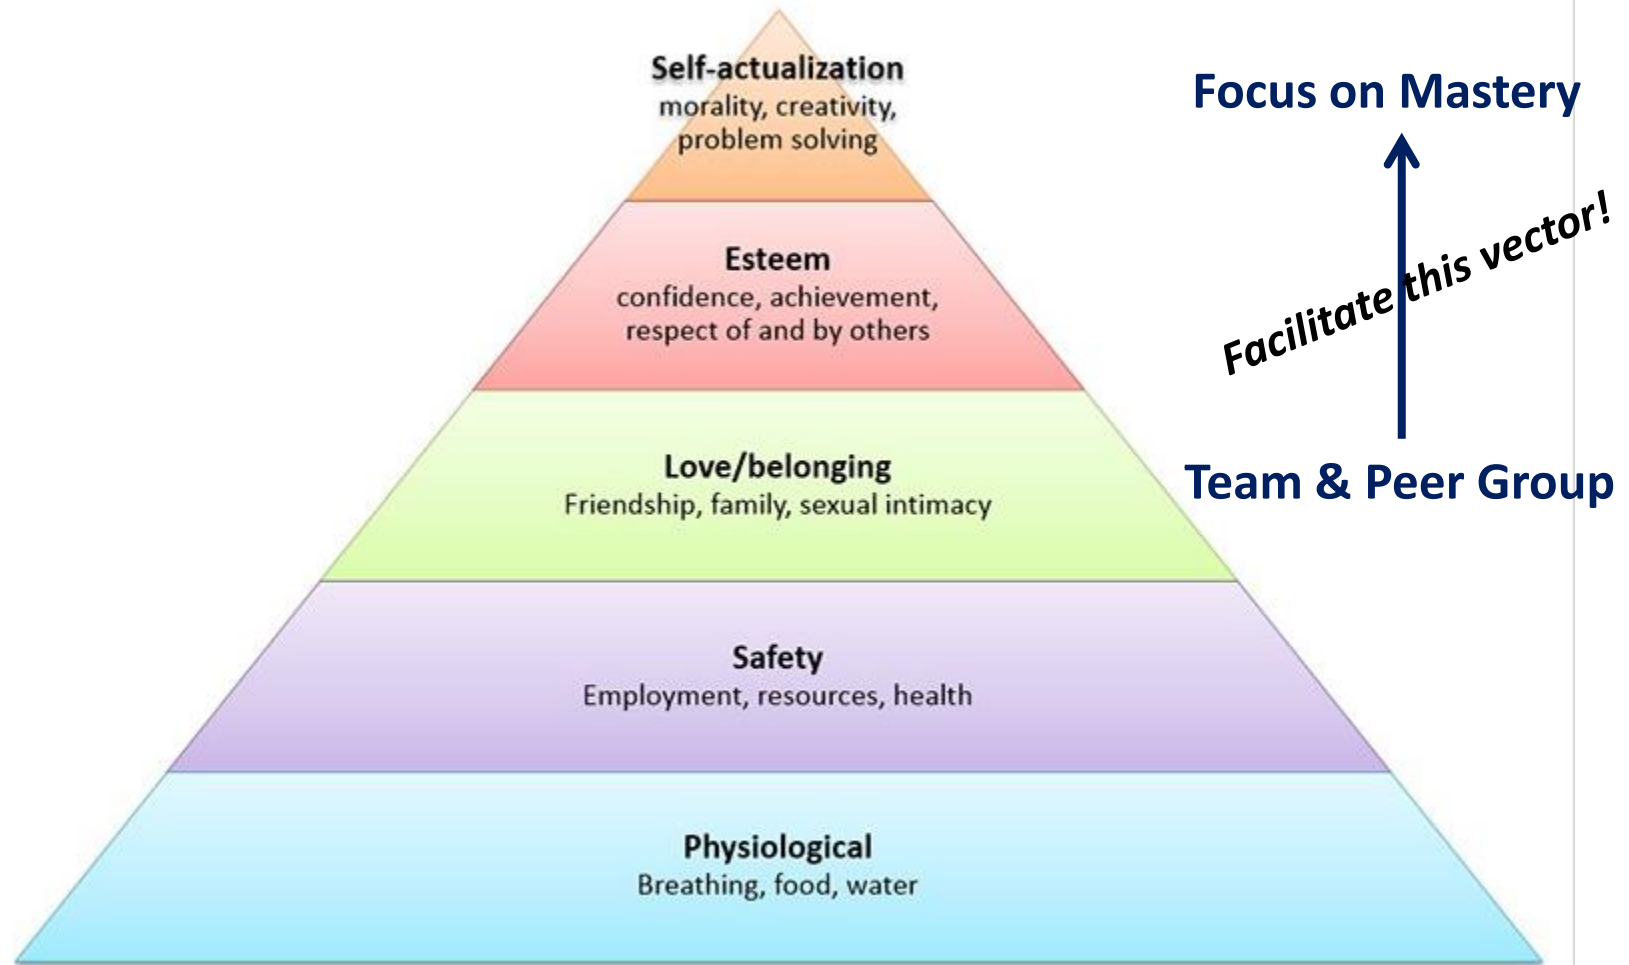 Self-actualization
morality, creativity,
problem solving
Esteem
confidence, achievement,
respect of and by others
Love/belonging
Friendship, family, sexual intimacy
Safety
Employment, resources, health
Physiological
Breathing, food, water
Focus on Mastery
Facilitate this vector!
Team & Peer Group